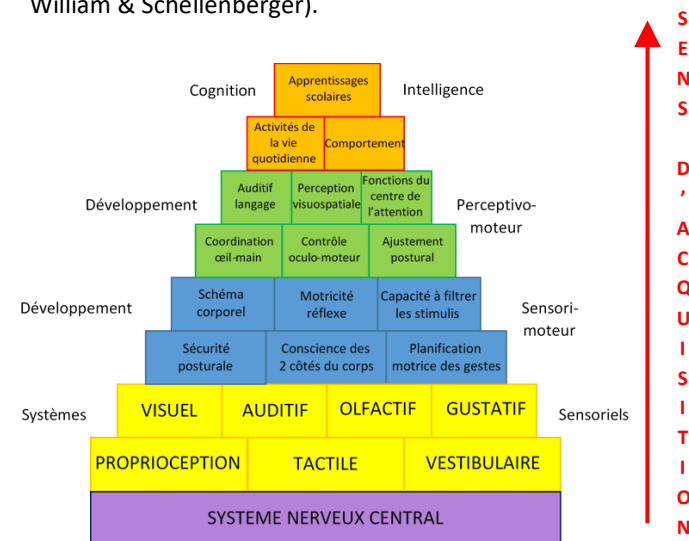 William & Schellenberger).
Cognition
Apprentissages
scolaires
Intelligence
Activités de
la vie
quotidienne
Comportement
Développement
Auditif
langage
Perception
visuospatiale
Fonctions du
centre de
l'attention
Perceptivo-
moteur
Coordination
œil-main
Contrôle
oculo-moteur
Ajustement
postural
Développement
Schéma
corporel
Motricité
réflexe
Capacité à filtrer
les stimulis
Sensori-
moteur
Sécurité
posturale
Conscience des
2 côtés du corps
Planification
motrice des gestes
Systèmes
VISUEL
AUDITIF
OLFACTIF
GUSTATIF
Sensoriels
PROPRIOCEPTION
TACTILE
VESTIBULAIRE
SYSTEME NERVEUX CENTRAL
SENS D'ACQUISITION